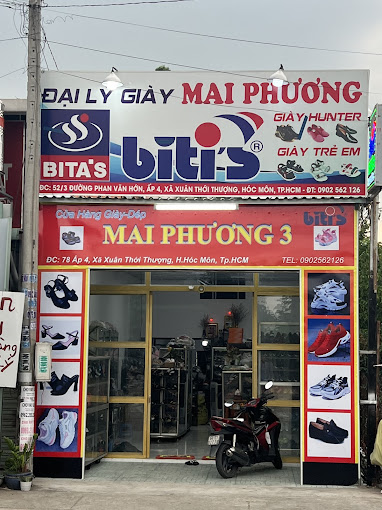 ĐẠI LÝ GIÀY MAI PHƯƠNG
BITA'S
biti's®
GIÀY HUNTER
GIÀY TRẺ EM
ĐC: 52/3 ĐƯỜNG PHAN VĂN HỚN, ẤP 4, XÃ XUÂN THỚI THƯỢNG, HÓC MÔN, TP.HCM - ĐT: 0902 562 126
Cửa Hàng Giày-Dép
biti's
MAI PHƯƠNG 3
ĐC: 78 Ấp 4, Xã Xuân Thới Thượng, H.Hóc Môn, Tp.HCM
TEL: 0902562126